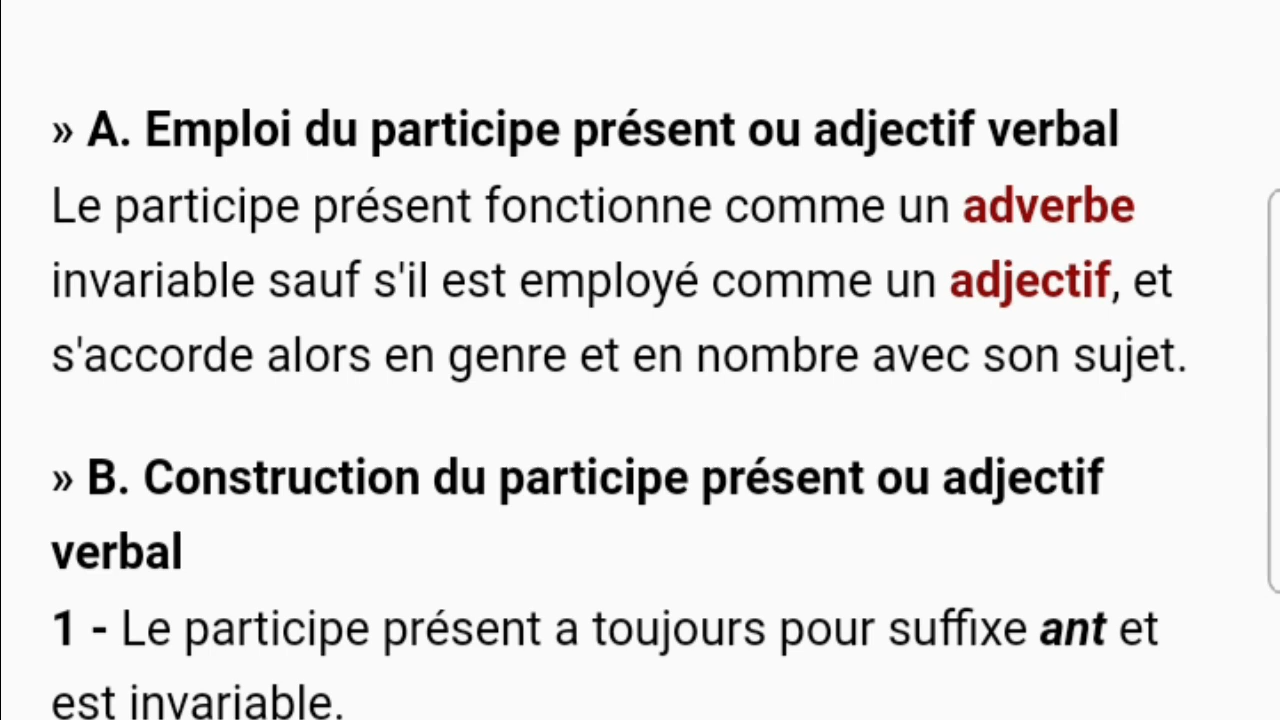 » A. Emploi du participe présent ou adjectif verbal
Le participe présent fonctionne comme un adverbe
invariable sauf s'il est employé comme un adjectif, et
s'accorde alors en genre et en nombre avec son sujet.
» B. Construction du participe présent ou adjectif
verbal
1 - Le participe présent a toujours pour suffixe ant et
est invariable.